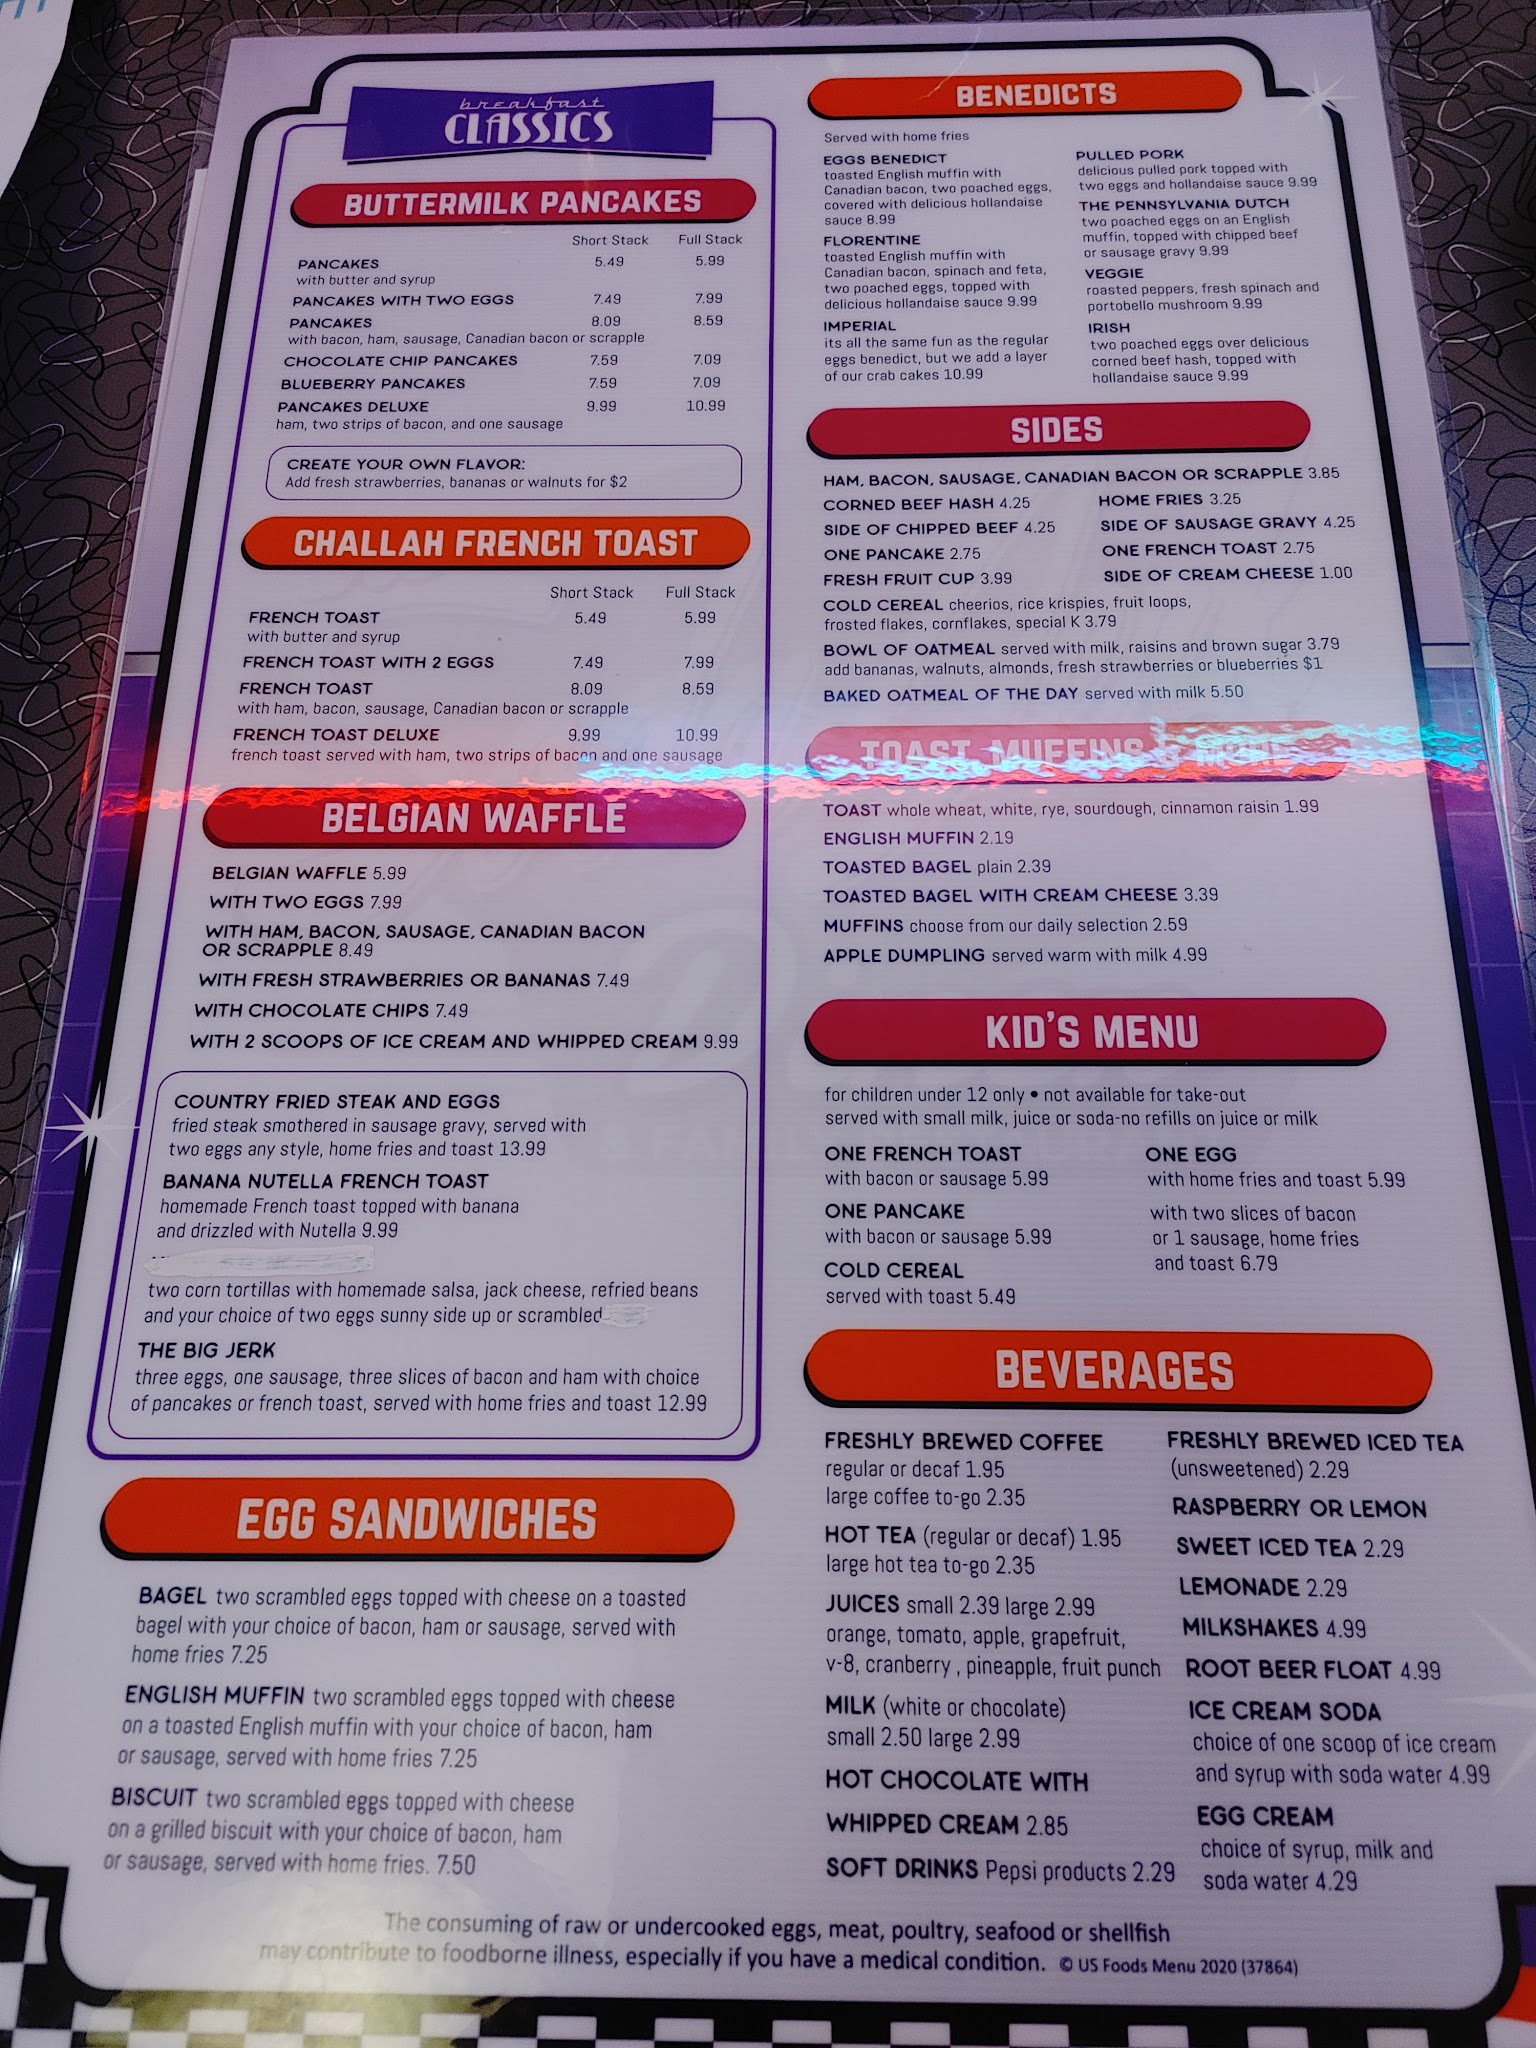 breakfast
CLASSICS
BUTTERMILK PANCAKES
Short Stack Full Stack
PANCAKES 5.49 5.99
with butter and syrup
PANCAKES WITH TWO EGGS 7.49 7.99
PANCAKES 8.09 8.59
with bacon, ham, sausage, Canadian bacon or scrapple
CHOCOLATE CHIP PANCAKES 7.59 7.09
BLUEBERRY PANCAKES 7.59 7.09
PANCAKES DELUXE 9.99 10.99
ham, two strips of bacon, and one sausage
CREATE YOUR OWN FLAVOR:
Add fresh strawberries, bananas or walnuts for $2
CHALLAH FRENCH TOAST
Short Stack Full Stack
FRENCH TOAST 5.49 5.99
with butter and syrup
FRENCH TOAST WITH 2 EGGS 7.49 7.99
FRENCH TOAST 8.09 8.59
with ham, bacon, sausage, Canadian bacon or scrapple
FRENCH TOAST DELUXE 9.99 10.99
french toast served with ham, two strips of bacon and one sausage
BELGIAN WAFFLE
BELGIAN WAFFLE 5.99
WITH TWO EGGS 7.99
WITH HAM, BACON, SAUSAGE, CANADIAN BACON
OR SCRAPPLE 8.49
WITH FRESH STRAWBERRIES OR BANANAS 7.49
WITH CHOCOLATE CHIPS 7.49
WITH 2 SCOOPS OF ICE CREAM AND WHIPPED CREAM 9.99
COUNTRY FRIED STEAK AND EGGS
fried steak smothered in sausage gravy, served with
two eggs any style, home fries and toast 13.99
BANANA NUTELLA FRENCH TOAST
homemade French toast topped with banana
and drizzled with Nutella 9.99
two corn tortillas with homemade salsa, jack cheese, refried beans
and your choice of two eggs sunny side up or scrambled
THE BIG JERK
three eggs, one sausage, three slices of bacon and ham with choice
of pancakes or french toast, served with home fries and toast 12.99
EGG SANDWICHES
BAGEL two scrambled eggs topped with cheese on a toasted
bagel with your choice of bacon, ham or sausage, served with
home fries 7.25
ENGLISH MUFFIN two scrambled eggs topped with cheese
on a toasted English muffin with your choice of bacon, ham
or sausage, served with home fries 7.25
BISCUIT two scrambled eggs topped with cheese
on a grilled biscuit with your choice of bacon, ham
or sausage, served with home fries. 7.50
BENEDICTS
Served with home fries
EGGS BENEDICT
toasted English muffin with
Canadian bacon, two poached eggs,
covered with delicious hollandaise
sauce 8.99
FLORENTINE
toasted English muffin with
Canadian bacon, spinach and feta,
two poached eggs, topped with
delicious hollandaise sauce 9.99
IMPERIAL
its all the same fun as the regular
eggs benedict, but we add a layer
of our crab cakes 10.99
PULLED PORK
delicious pulled pork topped with
two eggs and hollandaise sauce 9.99
THE PENNSYLVANIA DUTCH
two poached eggs on an English
muffin, topped with chipped beef
or sausage gravy 9.99
VEGGIE
roasted peppers, fresh spinach and
portobello mushroom 9.99
IRISH
two poached eggs over delicious
corned beef hash, topped with
hollandaise sauce 9.99
SIDES
HAM, BACON, SAUSAGE, CANADIAN BACON OR SCRAPPLE 3.85
CORNED BEEF HASH 4.25 HOME FRIES 3.25
SIDE OF CHIPPED BEEF 4.25 SIDE OF SAUSAGE GRAVY 4.25
ONE PANCAKE 2.75 ONE FRENCH TOAST 2.75
FRESH FRUIT CUP 3.99 SIDE OF CREAM CHEESE 1.00
COLD CEREAL cheerios, rice krispies, fruit loops,
frosted flakes, cornflakes, special K 3.79
BOWL OF OATMEAL served with milk, raisins and brown sugar 3.79
add bananas, walnuts, almonds, fresh strawberries or blueberries $1
BAKED OATMEAL OF THE DAY served with milk 5.50
TOAST, MUFFINS & MORE
TOAST whole wheat, white, rye, sourdough, cinnamon raisin 1.99
ENGLISH MUFFIN 2.19
TOASTED BAGEL plain 2.39
TOASTED BAGEL WITH CREAM CHEESE 3.39
MUFFINS choose from our daily selection 2.59
APPLE DUMPLING served warm with milk 4.99
KID'S MENU
for children under 12 only • not available for take-out
served with small milk, juice or soda-no refills on juice or milk
ONE FRENCH TOAST
with bacon or sausage 5.99
ONE PANCAKE
with bacon or sausage 5.99
COLD CEREAL
served with toast 5.49
ONE EGG
with home fries and toast 5.99
with two slices of bacon
or 1 sausage, home fries
and toast 6.79
BEVERAGES
FRESHLY BREWED COFFEE
regular or decaf 1.95
large coffee to-go 2.35
HOT TEA (regular or decaf) 1.95
large hot tea to-go 2.35
JUICES small 2.39 large 2.99
orange, tomato, apple, grapefruit,
v-8, cranberry , pineapple, fruit punch
MILK (white or chocolate)
small 2.50 large 2.99
HOT CHOCOLATE WITH
WHIPPED CREAM 2.85
SOFT DRINKS Pepsi products 2.29
FRESHLY BREWED ICED TEA
(unsweetened) 2.29
RASPBERRY OR LEMON
SWEET ICED TEA 2.29
LEMONADE 2.29
MILKSHAKES 4.99
ROOT BEER FLOAT 4.99
ICE CREAM SODA
choice of one scoop of ice cream
and syrup with soda water 4.99
EGG CREAM
choice of syrup, milk and
soda water 4.29
The consuming of raw or undercooked eggs, meat, poultry, seafood or shellfish
may contribute to foodborne illness, especially if you have a medical condition. © US Foods Menu 2020 (37864)